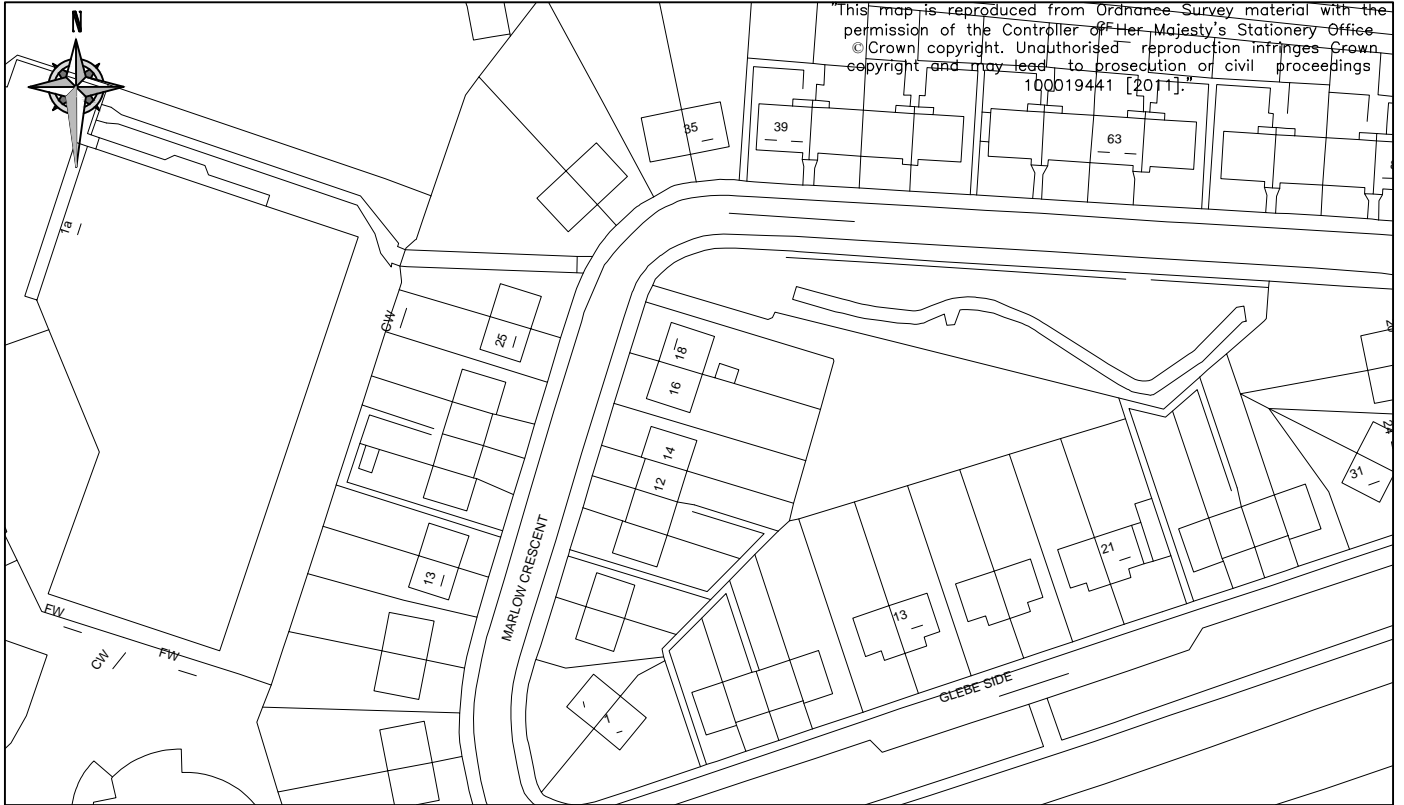 N
"This map is reproduced from Ordnance Survey material with the
permission of the Controller of Her Majesty's Stationery Office
© Crown copyright. Unauthorised reproduction infringes Crown
copyright and may lead to prosecution or civil proceedings
100019441 [2011]."
CF
35
39
63
1a
CW
25
18
16
14
12
13
MARLOW CRESCENT
31
21
13
FW
CW
FW
GLEBE SIDE
7